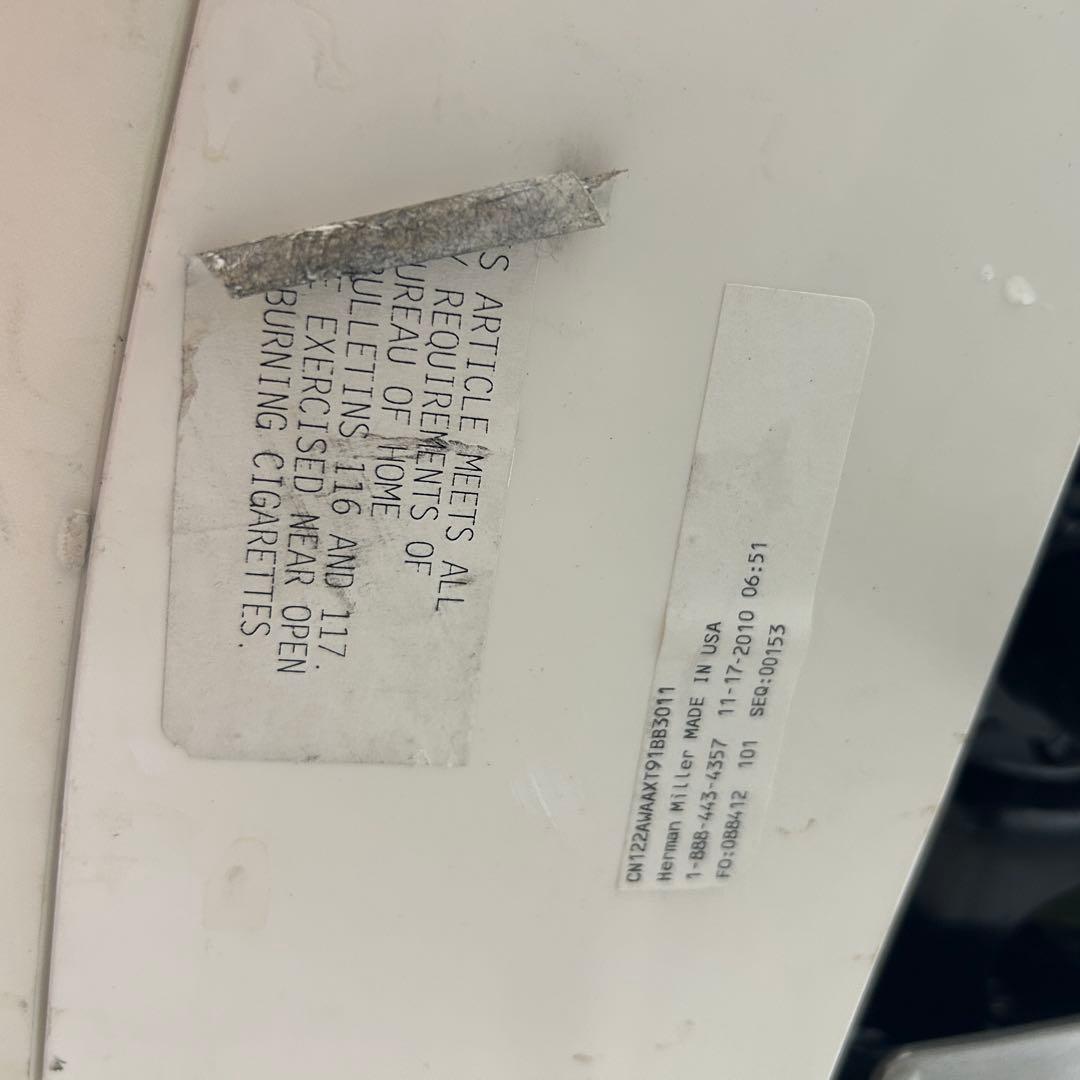 S ARTICLE MEETS ALL
REQUIREMENTS OF
UREAU OF HOME
BULLETINS 116 AND 117.
EXERCISED NEAR OPEN
BURNING CIGARETTES.
CN122AWAAXT91BB3011
Herman Miller MADE IN USA
1-888-443-4357 11-17-2010 06:51
FO:088412 101 SEQ:00153